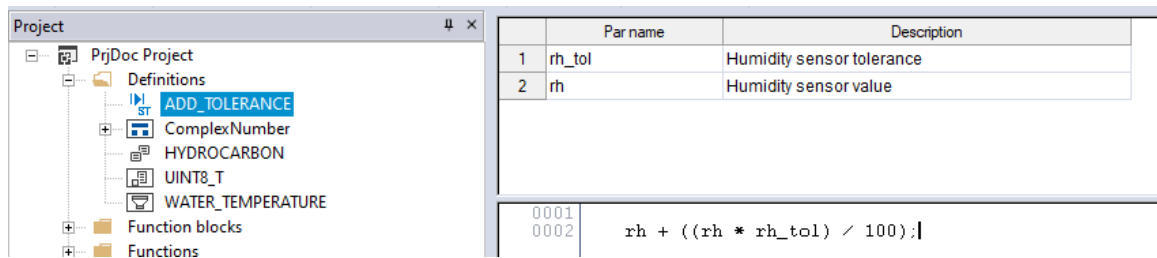 Project
PrjDoc Project
Definitions
ST ADD_TOLERANCE
ComplexNumber
HYDROCARBON
UINT8_T
WATER_TEMPERATURE
Function blocks
Functions
Par name Description
1 rh_tol Humidity sensor tolerance
2 rh Humidity sensor value
0001
0002 rh + ((rh * rh_tol) / 100);